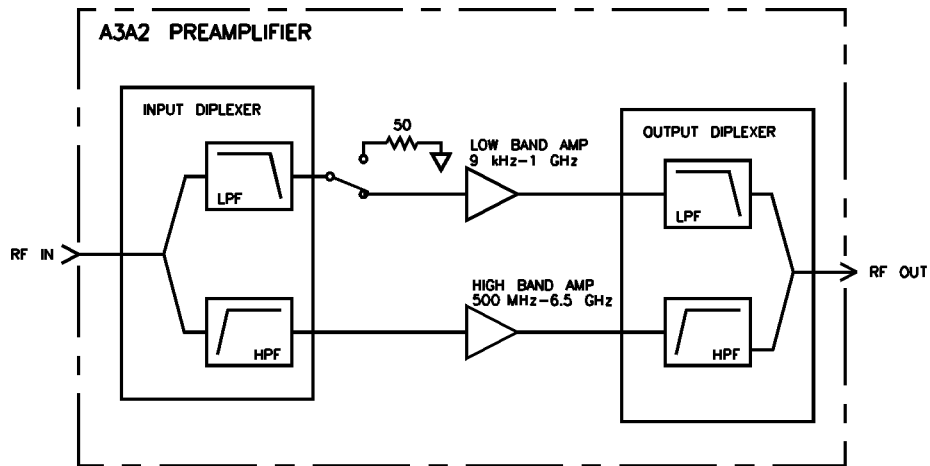 A3A2 PREAMPLIFIER
INPUT DIPLEXER
50
LOW BAND AMP
9 kHz-1 GHz
OUTPUT DIPLEXER
LPF
LPF
RF IN
RF OUT
HIGH BAND AMP
500 MHz-6.5 GHz
HPF
HPF